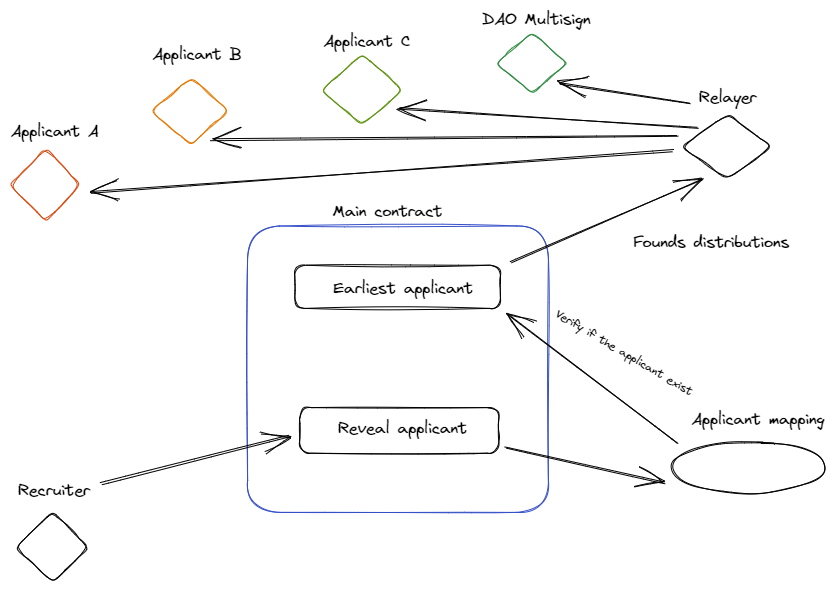 DAO Multisign
Applicant C
Applicant B
Relayer
Applicant A
Main contract
Founds distributions
Earliest applicant
Verify if the applicant exist
Applicant mapping
Reveal applicant
Recruiter